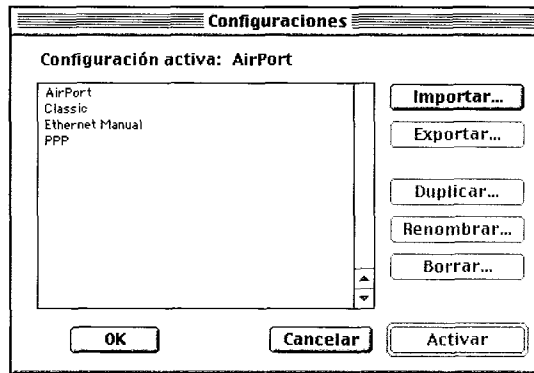 Configuraciones
Configuración activa: AirPort
AirPort
Classic
Ethernet Manual
PPP
Importar...
Exportar...
Duplicar...
Renombrar...
Borrar...
OK
Cancelar
Activar